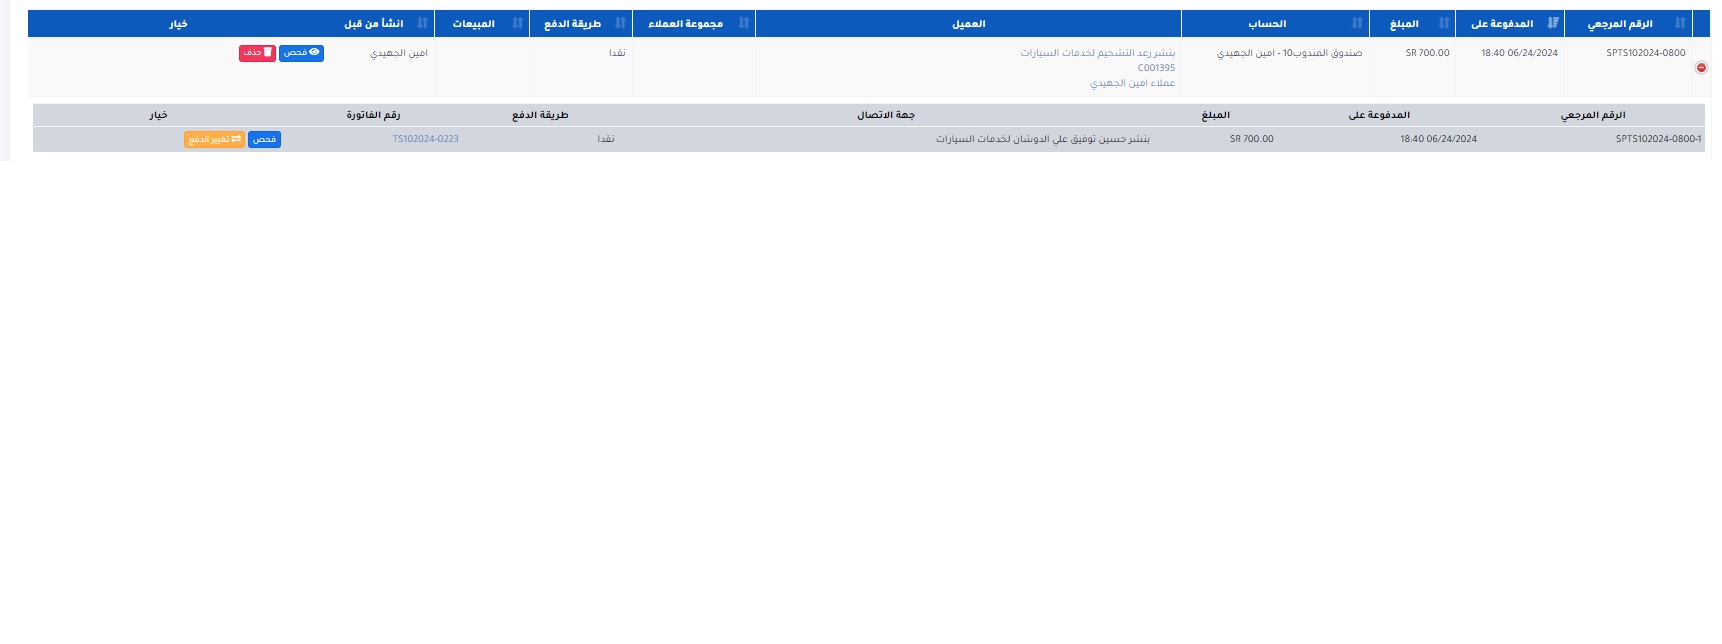 الرقم المرجعي المدفوعة على المبلغ الحساب العميل مجموعة العملاء طريقة الدفع المبيعات انشأ من قبل خيار
SPTS102024-0800 18:40 06/24/2024 SR 700.00 صندوق المندوب10 - امين الجهيدي بنشر رعد التشحيم لخدمات السيارات نقدا امين الجهيدي فحص حذف
C001395
عملاء امين الجهيدي
الرقم المرجعي المدفوعة على المبلغ جهة الاتصال طريقة الدفع رقم الفاتورة خيار
SPTS102024-0800-1 18:40 06/24/2024 SR 700.00 بنشر حسين توفيق علي الدوشان لخدمات السيارات نقدا TS102024-0223 فحص تغيير الدفع